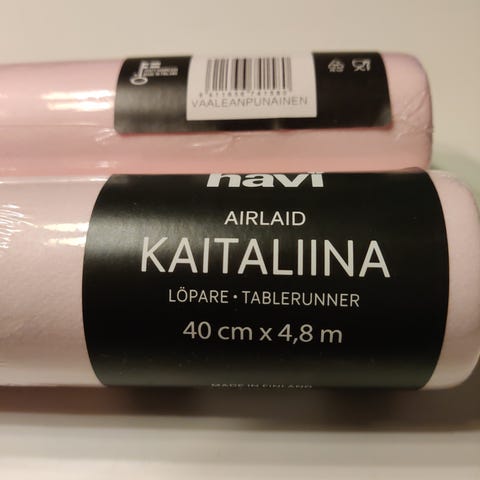 VAALEANPUNAINEN
havi
AIRLAID
KAITALIINA
LÖPARE • TABLERUNNER
40 cm x 4,8 m
MADE IN FINLAND